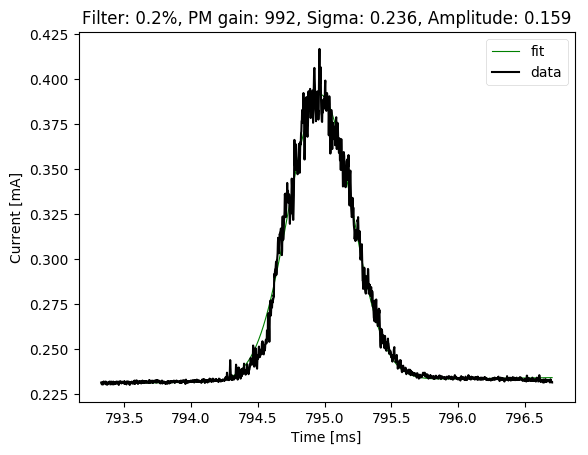 Filter: 0.2%, PM gain: 992, Sigma: 0.236, Amplitude: 0.159
0.425
0.400
0.375
0.350
0.325
0.300
0.275
0.250
0.225
Current [mA]
fit
data
793.5 794.0 794.5 795.0 795.5 796.0 796.5
Time [ms]